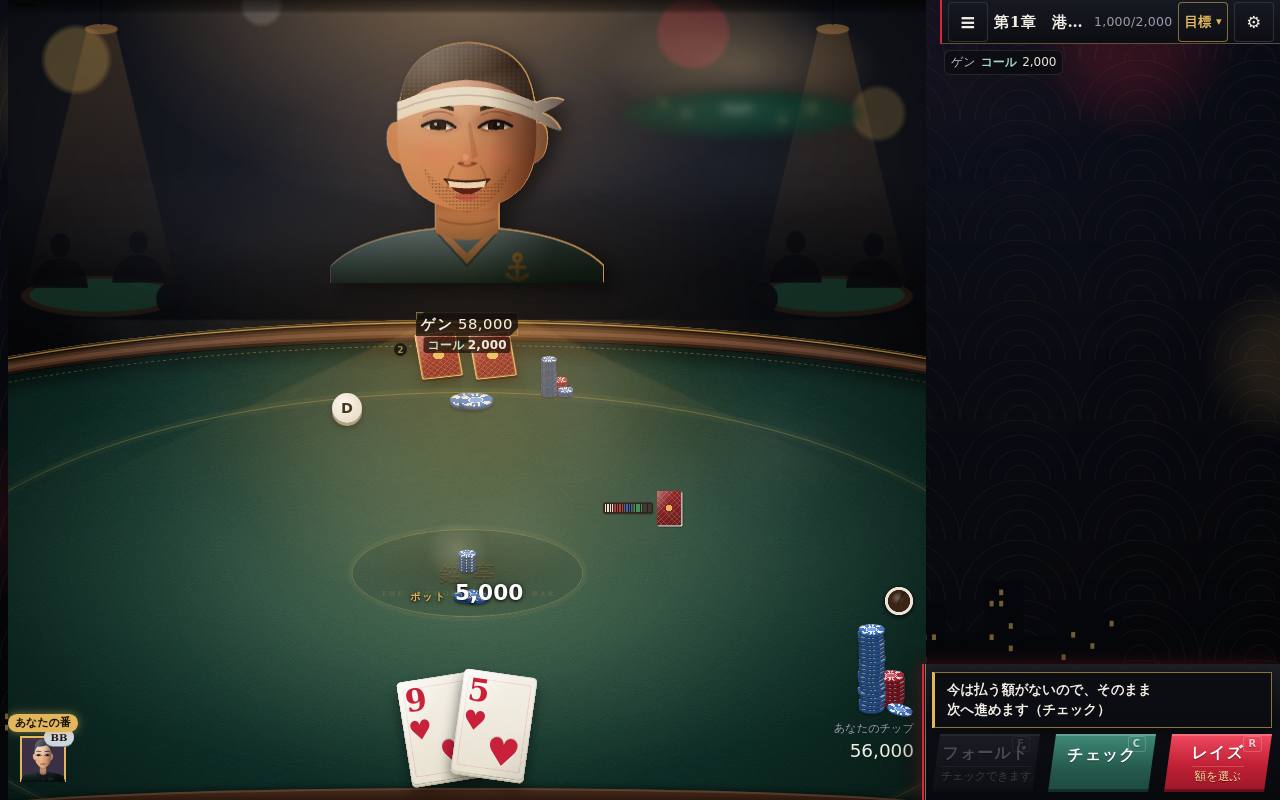 ☰ 第1章 港… 1,000/2,000 目標 ▾ ⚙
ゲン コール 2,000
ゲン 58,000
コール 2,000
2
D
ポット 5,000
9
5
あなたの番
BB
あなたのチップ
56,000
今は払う額がないので、そのまま
次へ進めます（チェック）
フォールド F
チェックできます
チェック C
レイズ R
額を選ぶ